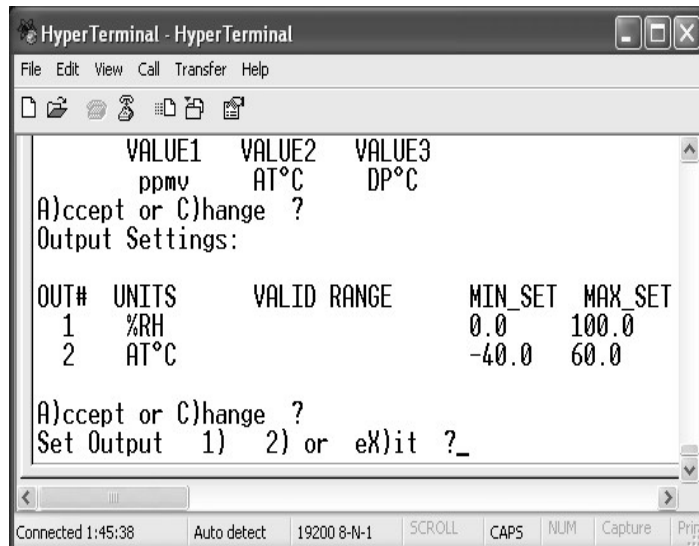 HyperTerminal - HyperTerminal
File Edit View Call Transfer Help
VALUE1 VALUE2 VALUE3
ppmv AT°C DP°C
A)ccept or C)hange ?
Output Settings:
OUT# UNITS VALID RANGE MIN_SET MAX_SET
1 %RH 0.0 100.0
2 AT°C -40.0 60.0
A)ccept or C)hange ?
Set Output 1) 2) or eX)it ?_
Connected 1:45:38 Auto detect 19200 8-N-1 SCROLL CAPS NUM Capture